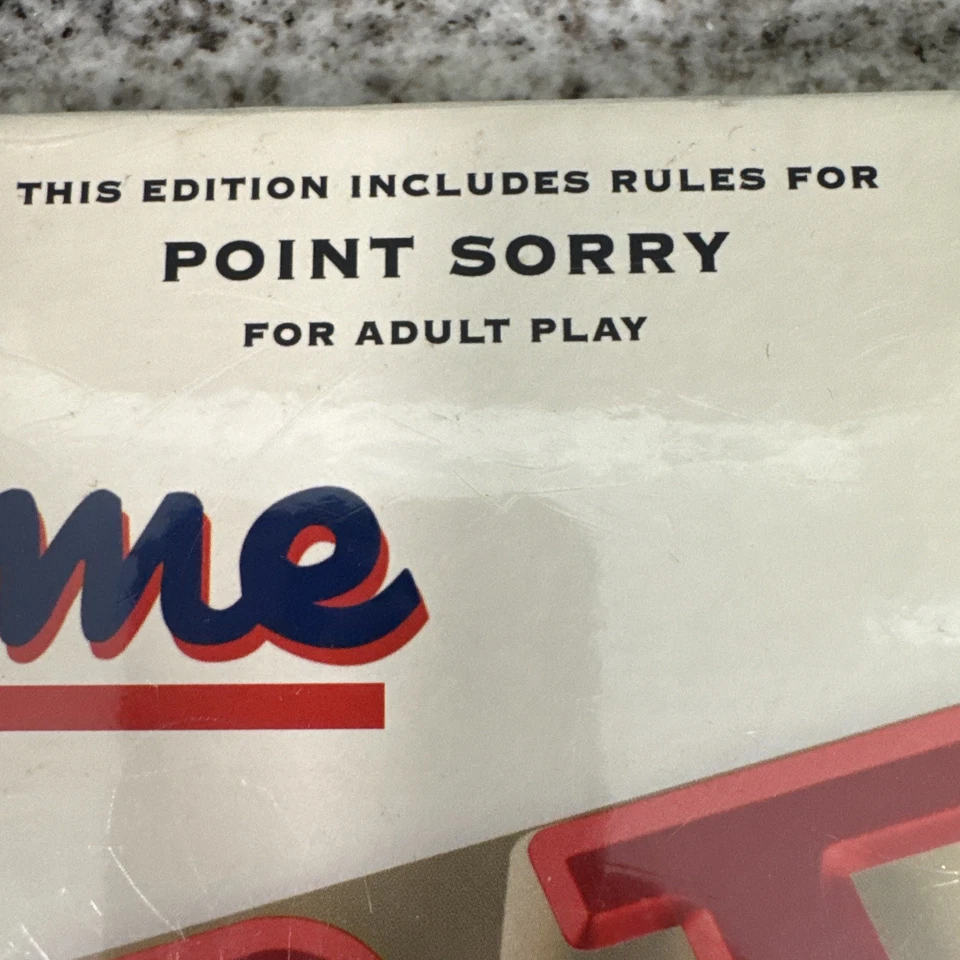 THIS EDITION INCLUDES RULES FOR
POINT SORRY
FOR ADULT PLAY
me